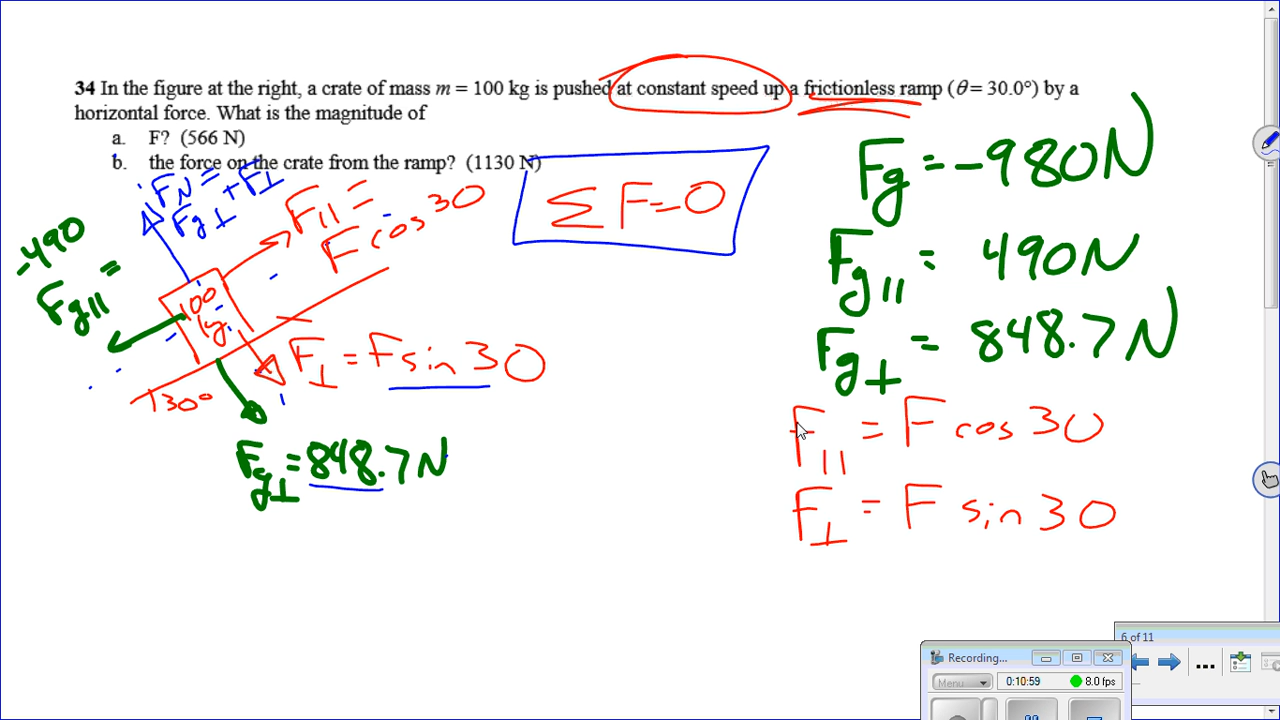 34 In the figure at the right, a crate of mass m = 100 kg is pushed at constant speed up a frictionless ramp (θ = 30.0°) by a
horizontal force. What is the magnitude of
a. F? (566 N)
b. the force on the crate from the ramp? (1130 N)
Fg = -980N
ΣF=0
FN =
Fg⊥ + F⊥
F|| =
F cos 30
-490
Fg|| =
100
kg
Fg|| = 490N
Fg⊥ = 848.7N
F⊥ = F sin 30
30°
Fg⊥ = 848.7N
F|| = F cos 30
F⊥ = F sin 30
6 of 11
Recording...
Menu
0:10:59
8.0 fps